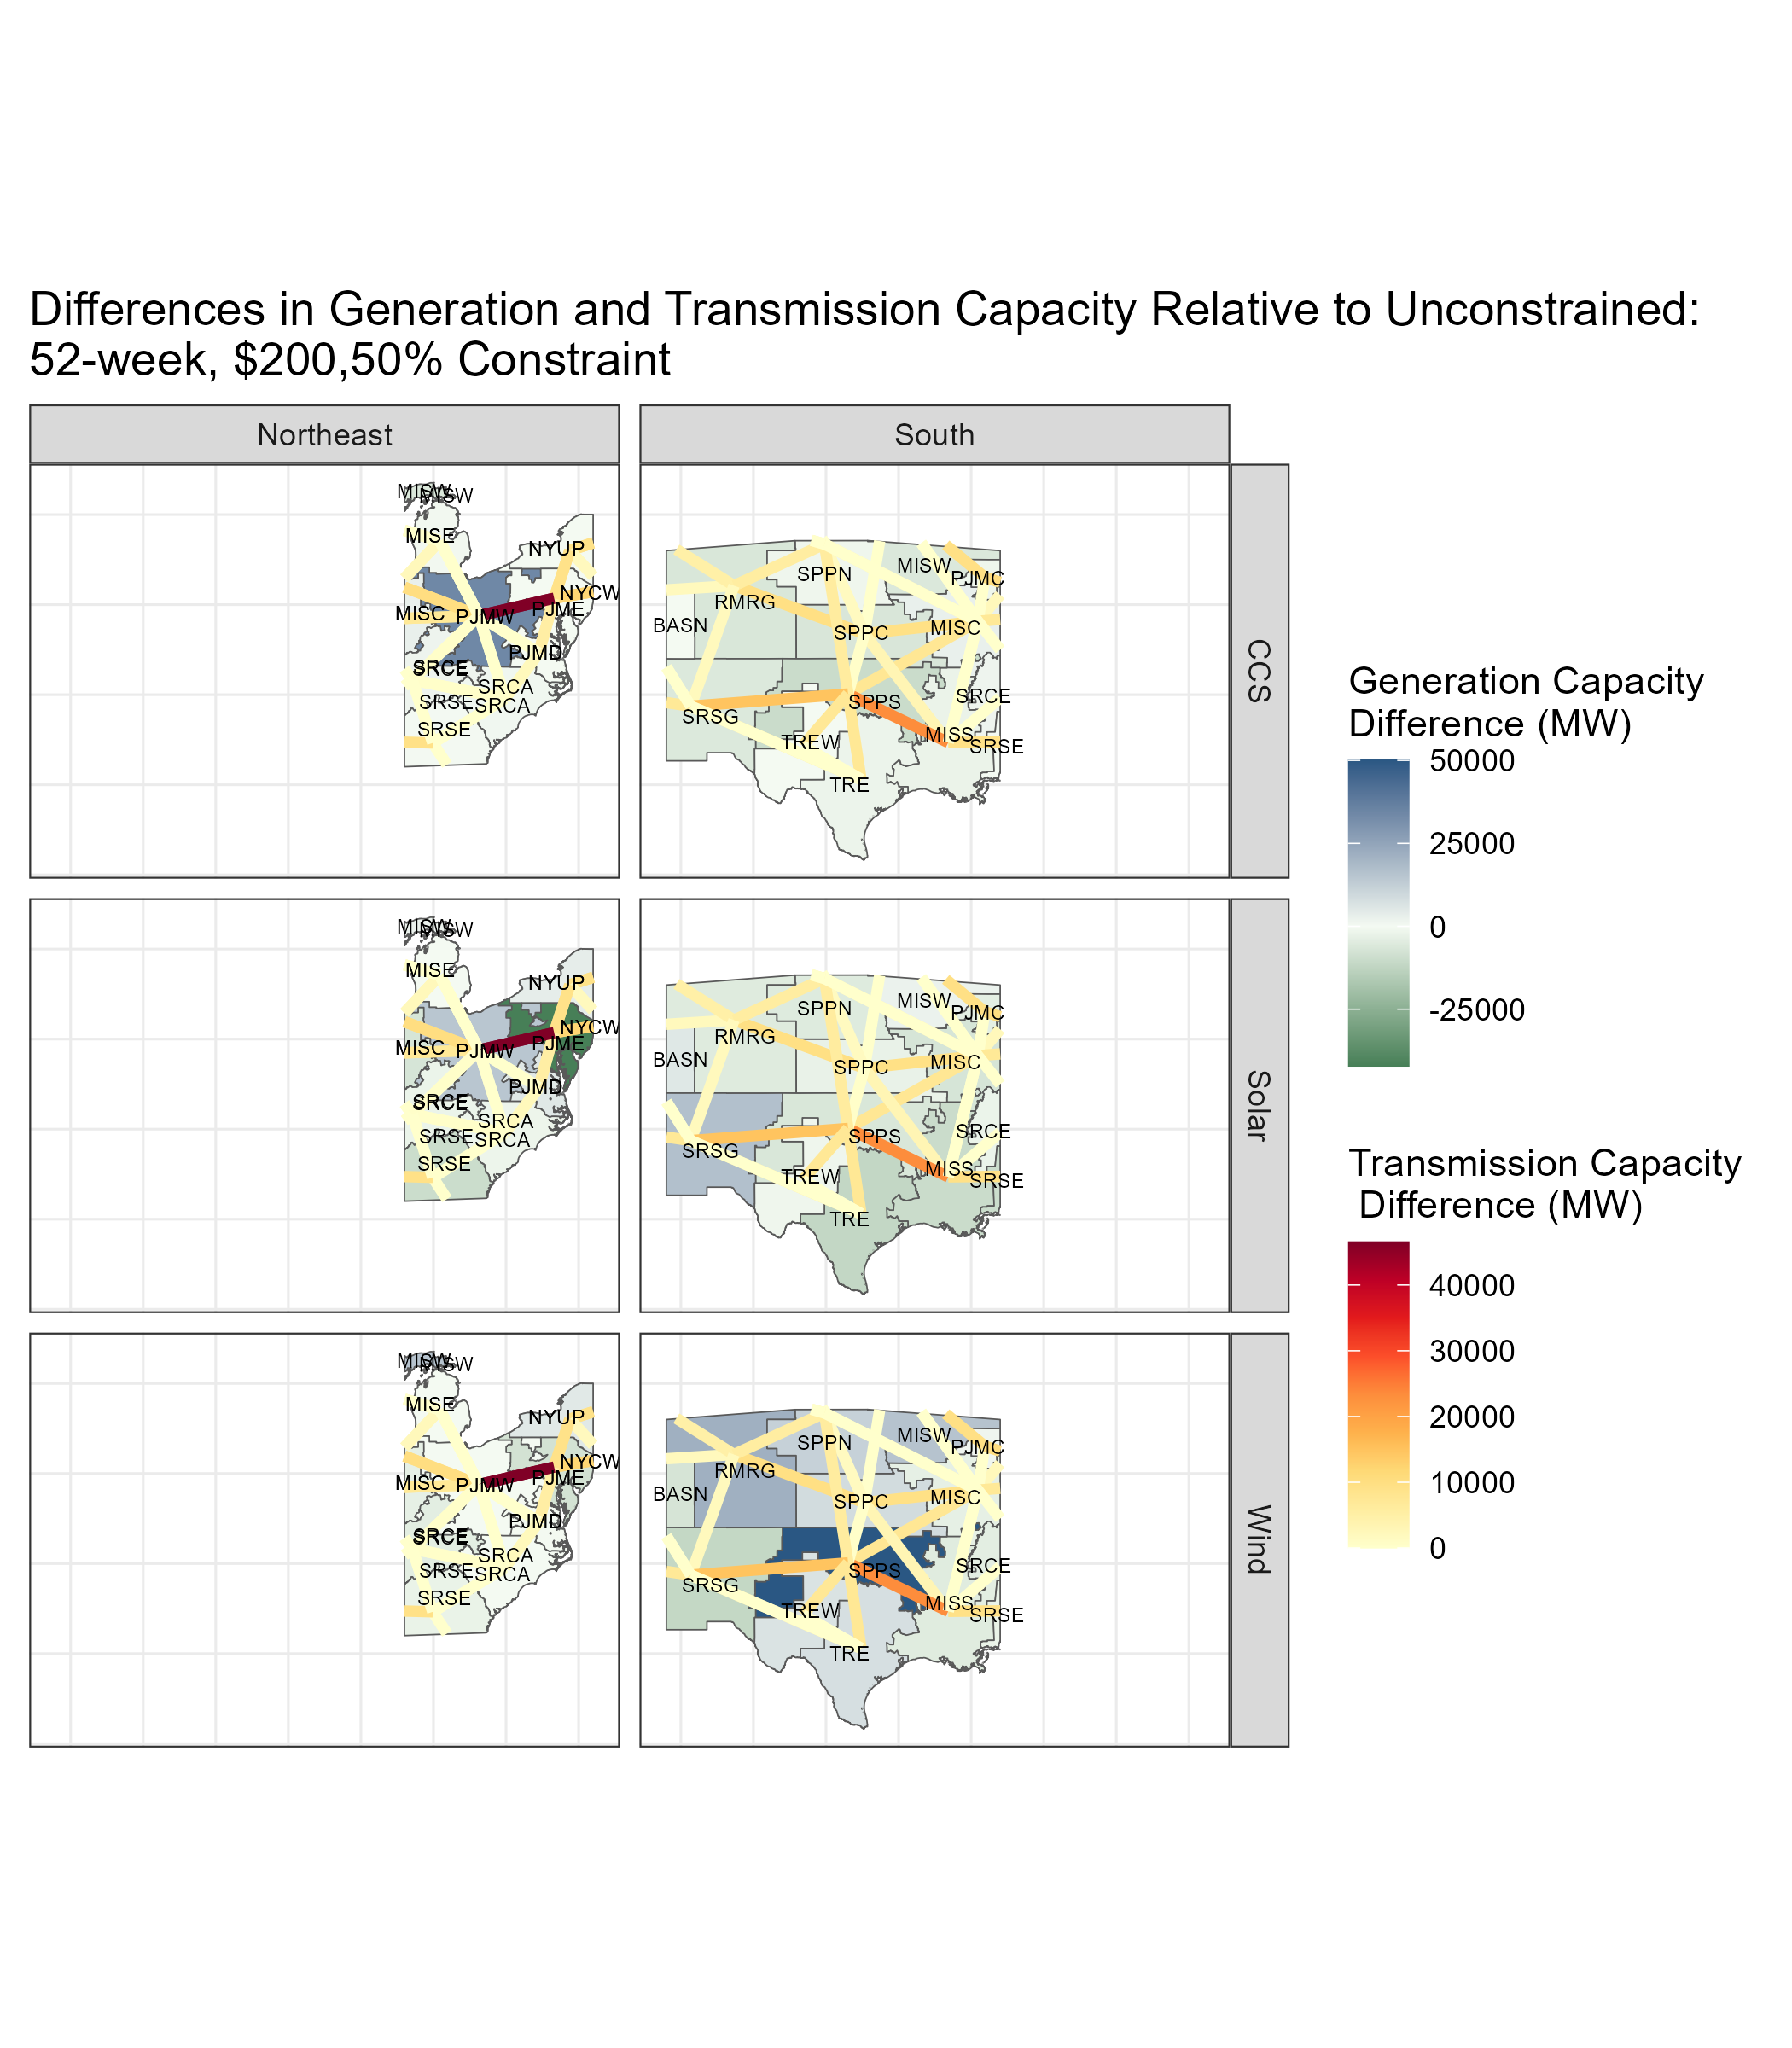 Differences in Generation and Transmission Capacity Relative to Unconstrained:
52-week, $200,50% Constraint
Northeast
South
MISW
MISW
MISE
NYUP
NYCW
PJME
MISC
PJMW
PJMD
SRCE
SRCA
SRSE
SRCA
SRSE
SPPN
MISW
PJMC
RMRG
BASN
SPPC
MISC
SRCE
SPPS
SRSG
MISS
TREW
SRSE
TRE
CCS
MISW
MISW
MISE
NYUP
NYCW
PJME
MISC
PJMW
PJMD
SRCE
SRCA
SRSE
SRCA
SRSE
SPPN
MISW
PJMC
RMRG
BASN
SPPC
MISC
SRCE
SPPS
SRSG
MISS
TREW
SRSE
TRE
Solar
MISW
MISW
MISE
NYUP
NYCW
PJME
MISC
PJMW
PJMD
SRCE
SRCA
SRSE
SRCA
SRSE
SPPN
MISW
PJMC
RMRG
BASN
SPPC
MISC
SRCE
SPPS
SRSG
MISS
TREW
SRSE
TRE
Wind
Generation Capacity
Difference (MW)
50000
25000
0
-25000
Transmission Capacity
Difference (MW)
40000
30000
20000
10000
0